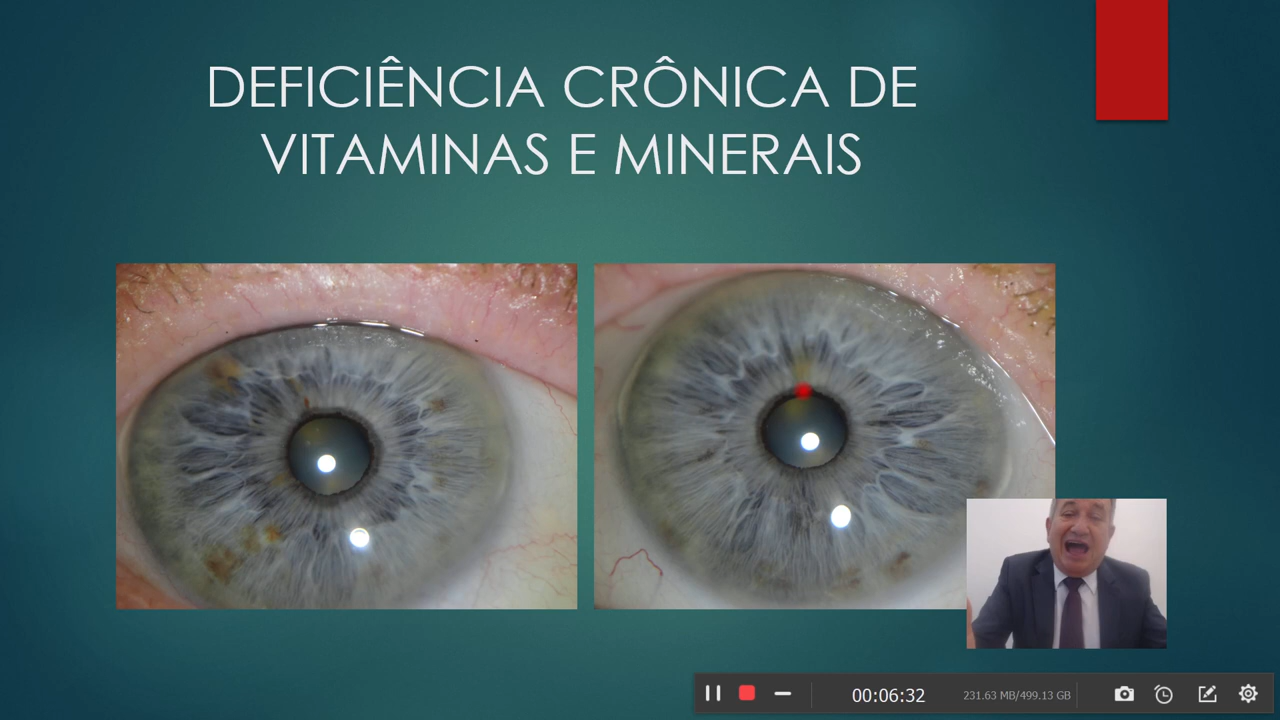 DEFICIÊNCIA CRÔNICA DE
VITAMINAS E MINERAIS
00:06:32
231.63 MB/499.13 GB